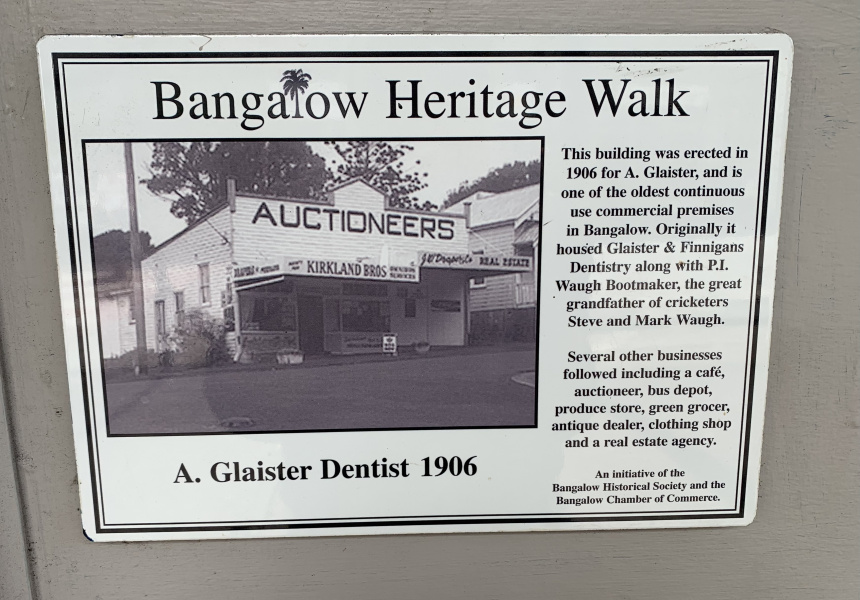 Bangalow Heritage Walk
AUCTIONEERS
KIRKLAND BROS
REAL ESTATE
A. Glaister Dentist 1906
This building was erected in
1906 for A. Glaister, and is
one of the oldest continuous
use commercial premises
in Bangalow. Originally it
housed Glaister & Finnigans
Dentistry along with P.I.
Waugh Bootmaker, the great
grandfather of cricketers
Steve and Mark Waugh.
Several other businesses
followed including a café,
auctioneer, bus depot,
produce store, green grocer,
antique dealer, clothing shop
and a real estate agency.
An initiative of the
Bangalow Historical Society and the
Bangalow Chamber of Commerce.